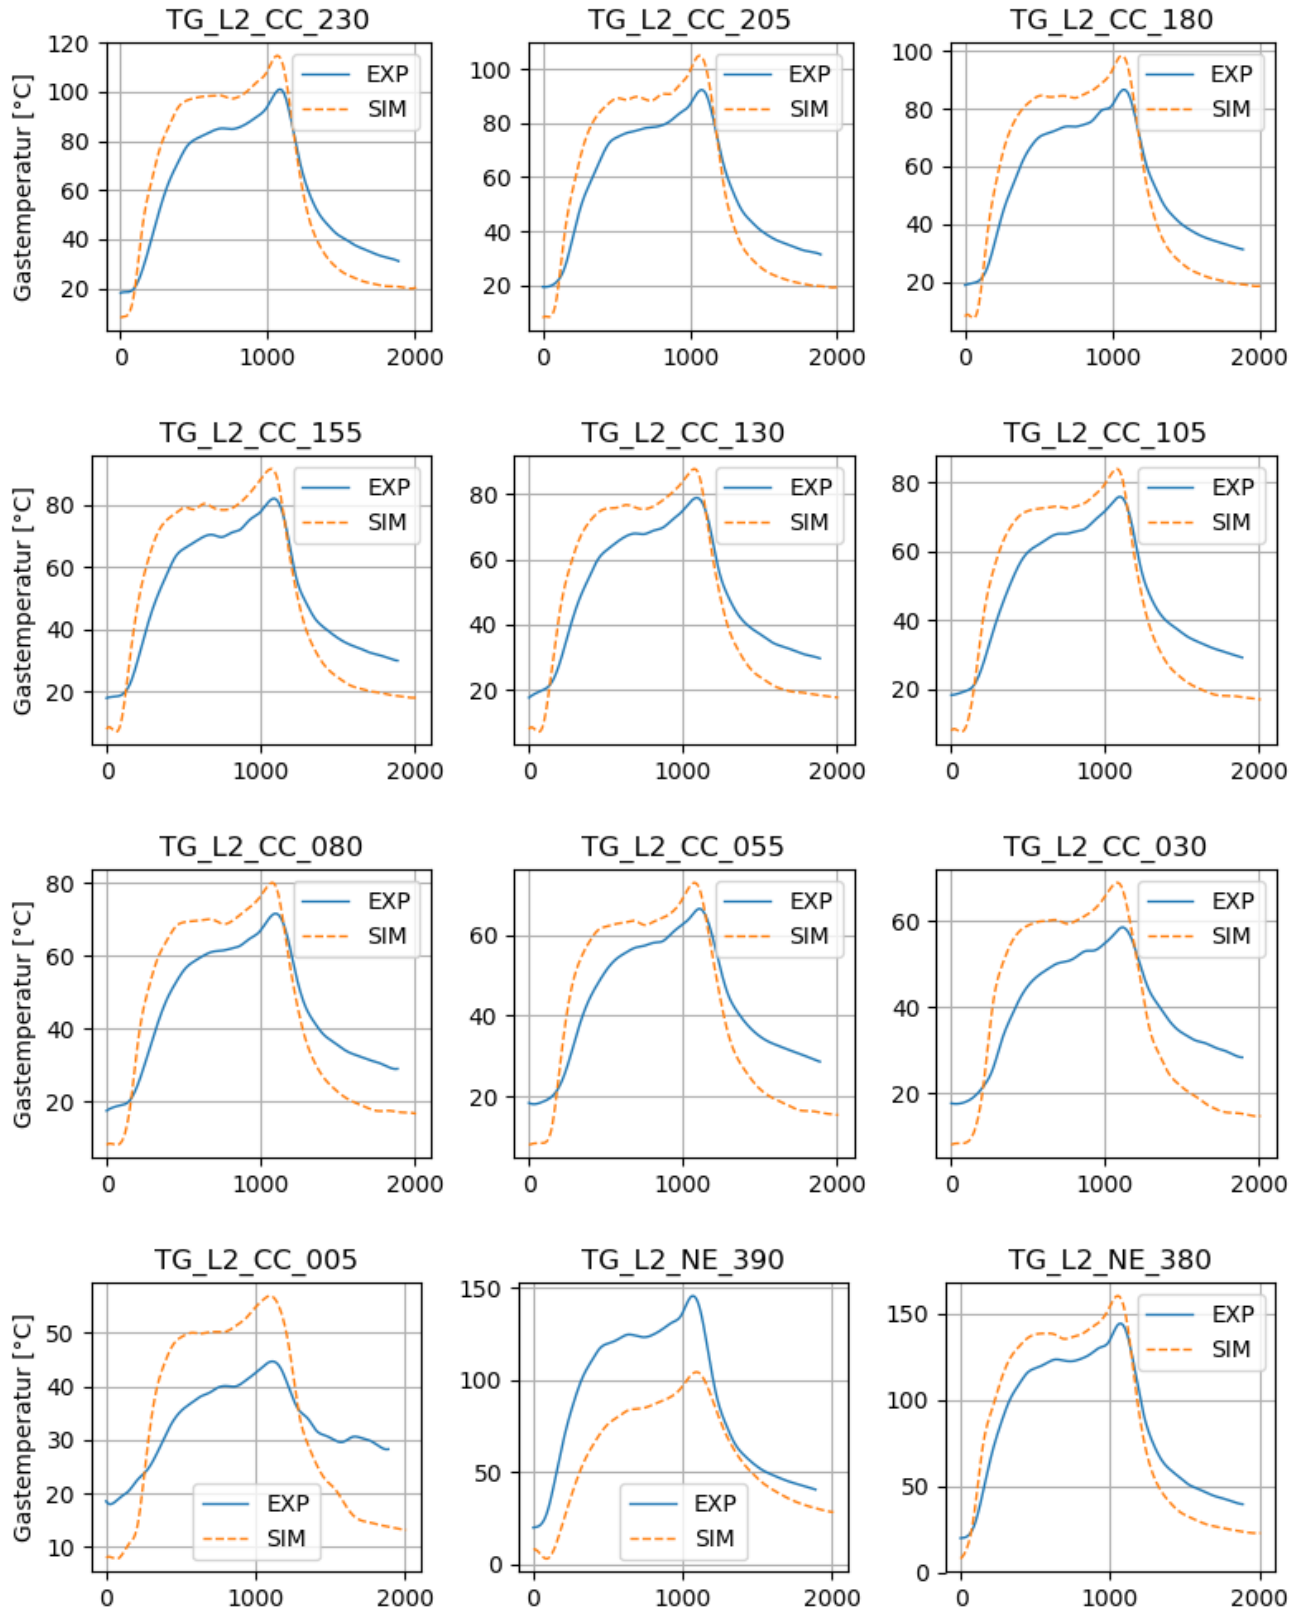 TG_L2_CC_230 TG_L2_CC_205 TG_L2_CC_180
Gastemperatur [°C]
120
100
80
60
40
20
0 1000 2000
EXP
SIM
100
80
60
40
20
0 1000 2000
EXP
SIM
100
80
60
40
20
0 1000 2000
EXP
SIM
TG_L2_CC_155 TG_L2_CC_130 TG_L2_CC_105
Gastemperatur [°C]
80
60
40
20
0 1000 2000
EXP
SIM
80
60
40
20
0 1000 2000
EXP
SIM
80
60
40
20
0 1000 2000
EXP
SIM
TG_L2_CC_080 TG_L2_CC_055 TG_L2_CC_030
Gastemperatur [°C]
80
60
40
20
0 1000 2000
EXP
SIM
60
40
20
0 1000 2000
EXP
SIM
60
40
20
0 1000 2000
EXP
SIM
TG_L2_CC_005 TG_L2_NE_390 TG_L2_NE_380
Gastemperatur [°C]
50
40
30
20
10
0 1000 2000
EXP
SIM
150
100
50
0
0 1000 2000
EXP
SIM
150
100
50
0
0 1000 2000
EXP
SIM